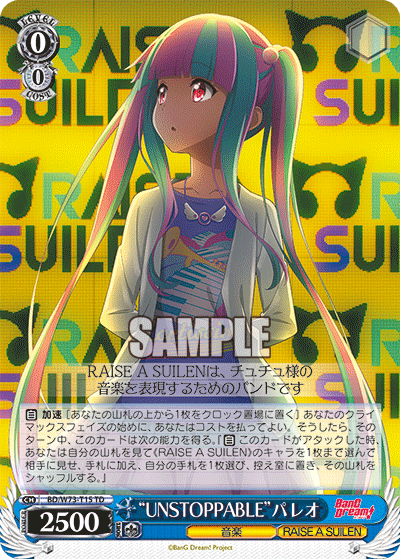 LEVEL
0
0
COST
RAISE
SUILEN
RAISE
SUILEN
RAISE
SUILEN
SAMPLE
RAISE A SUILENは、チュチュ様の
音楽を表現するためのバンドです
自 加速 [あなたの山札の上から1枚をクロック置場に置く] あなたのクライ
マックスフェイズの始めに、あなたはコストを払ってよい。そうしたら、その
ターン中、このカードは次の能力を得る。『自 このカードがアタックした時、
あなたは自分の山札を見て《RAISE A SUILEN》のキャラを1枚まで選んで
相手に見せ、手札に加え、自分の手札を1枚選び、控え室に置き、その山札を
シャッフルする。』
CH BD/W73-T15 TD
©BanG Dream! Project
2500
“UNSTOPPABLE”パレオ
BanG Dream!
音楽
RAISE A SUILEN